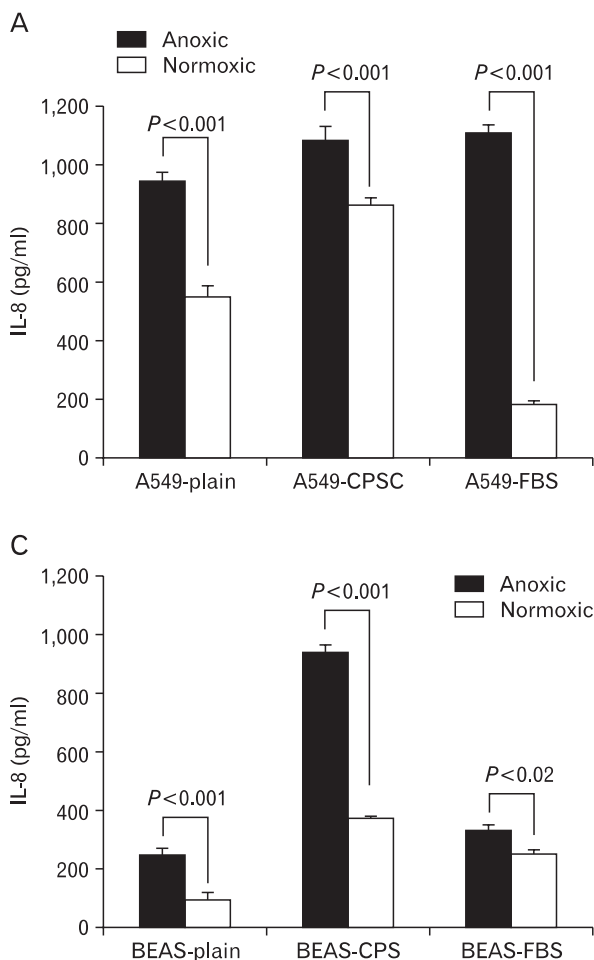 A
Anoxic
Normoxic
P<0.001
P<0.001
P<0.001
IL-8 (pg/ml)
1,200
1,000
800
600
400
200
0
A549-plain
A549-CPSC
A549-FBS
C
Anoxic
Normoxic
P<0.001
P<0.001
P<0.02
IL-8 (pg/ml)
1,200
1,000
800
600
400
200
0
BEAS-plain
BEAS-CPS
BEAS-FBS